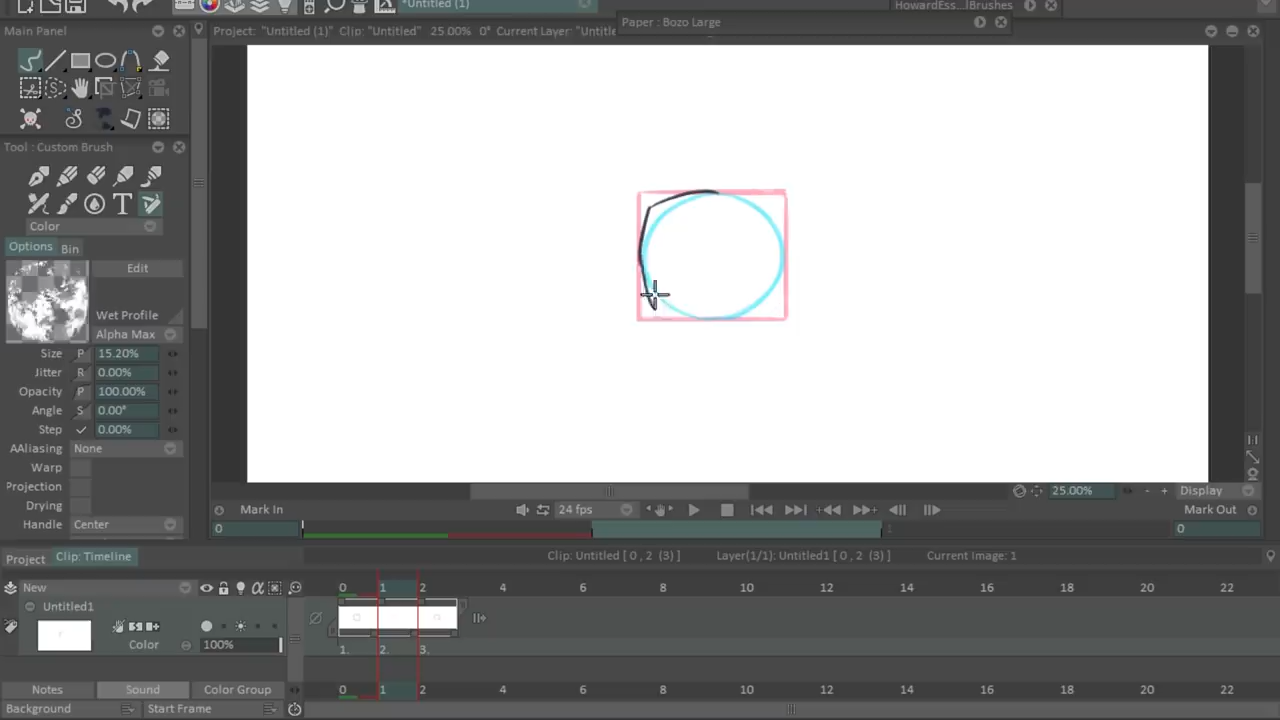 *Untitled (1)
HowardEss...lBrushes
Paper : Bozo Large
Main Panel
Project: "Untitled (1)" Clip: "Untitled" 25.00% 0° Current Layer: "Untitle
Tool : Custom Brush
Color
Options Bin
Edit
Wet Profile
Alpha Max
Size P 15.20%
Jitter R 0.00%
Opacity P 100.00%
Angle S 0.00°
Step 0.00%
AAliasing None
Warp
Projection
Drying
Handle Center
25.00% - + Display
Mark In 24 fps Mark Out
0 1 0
Project Clip: Timeline Clip: Untitled [ 0 , 2 (3) ] Layer(1/1): Untitled1 [ 0 , 2 (3) ] Current Image: 1
New 0 1 2 4 6 8 10 12 14 16 18 20 22
Untitled1
Color 100% 1. 2. 3.
Notes Sound Color Group 0 1 2 4 6 8 10 12 14 16 18 20 22
Background Start Frame